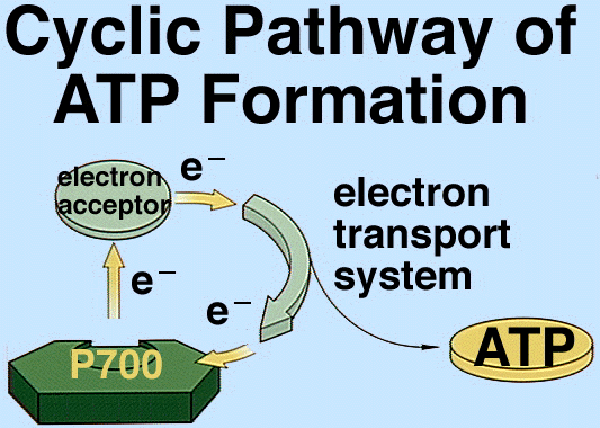 Cyclic Pathway of
ATP Formation
electron
acceptor
e⁻
electron
transport
system
e⁻
e⁻
P700
ATP